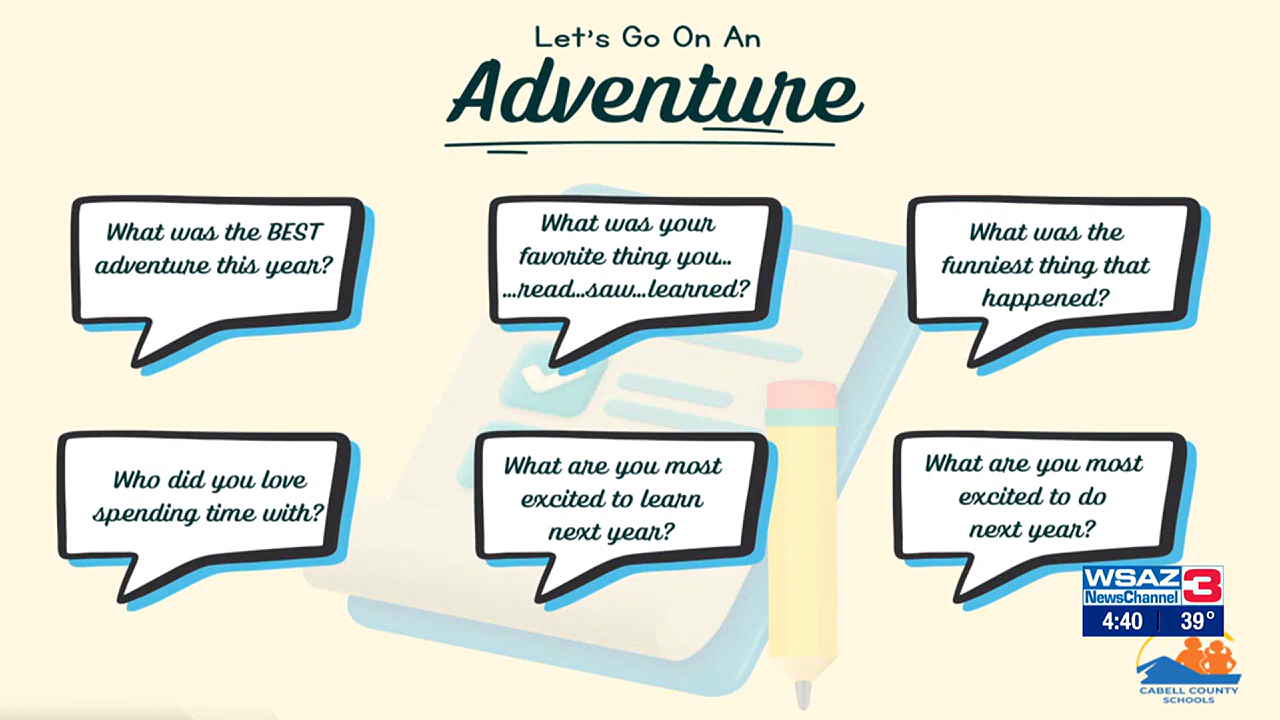 Let's Go On An
Adventure
What was the BEST
adventure this year?
What was your
favorite thing you..
...read...saw...learned?
What was the
funniest thing that
happened?
Who did you love
spending time with?
What are you most
excited to learn
next year?
What are you most
excited to do
next year?
WSAZ 3
NewsChannel
4:40 39°
CABELL COUNTY
SCHOOLS